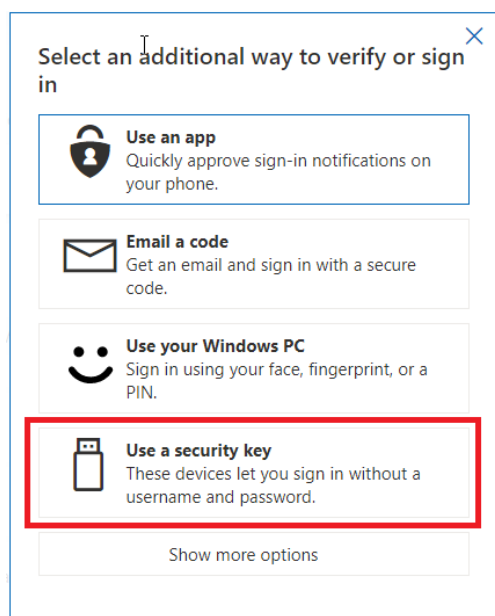 Select an additional way to verify or sign
in
Use an app
Quickly approve sign-in notifications on
your phone.
Email a code
Get an email and sign in with a secure
code.
Use your Windows PC
Sign in using your face, fingerprint, or a
PIN.
Use a security key
These devices let you sign in without a
username and password.
Show more options